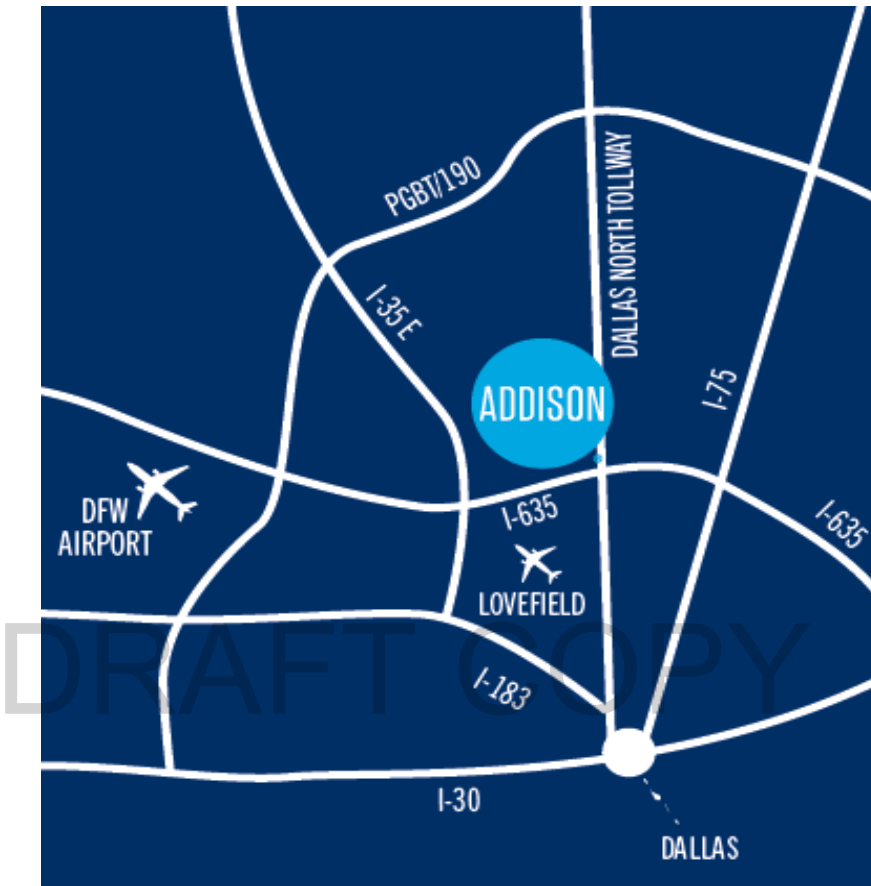 PGBT/190
DALLAS NORTH TOLLWAY
I-35 E
ADDISON
I-75
DFW
AIRPORT
I-635
I-635
LOVEFIELD
DRAFT COPY
I-183
I-30
DALLAS